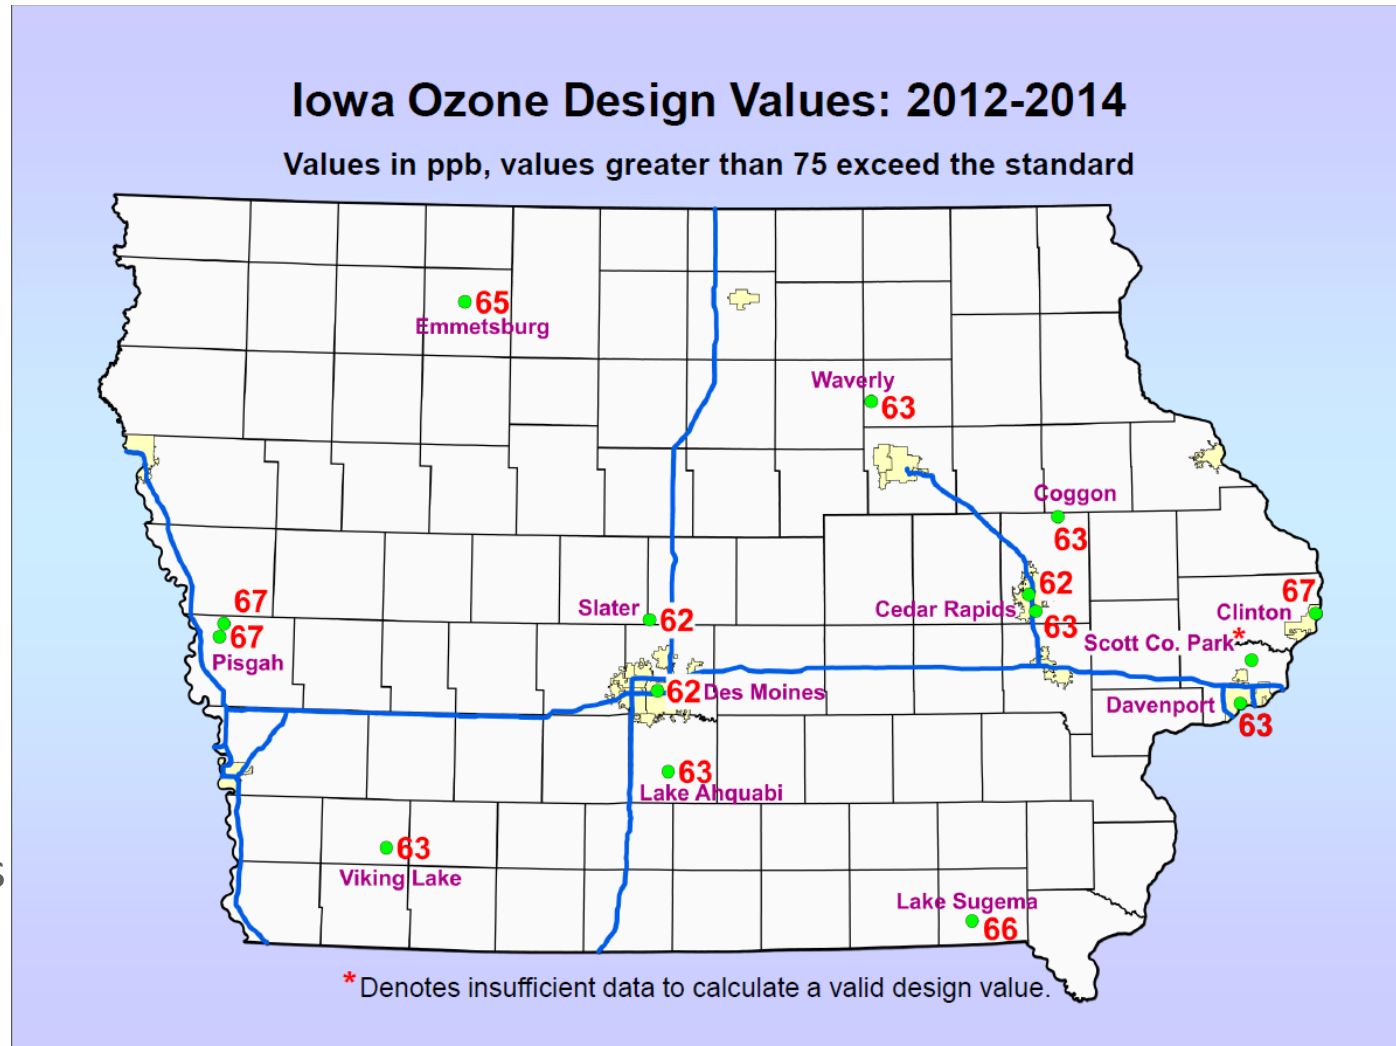 Iowa Ozone Design Values: 2012-2014
Values in ppb, values greater than 75 exceed the standard
65
Emmetsburg
Waverly
63
Coggon
63
62
Cedar Rapids
63
67
Clinton
Scott Co. Park*
67
67
Pisgah
Slater
62
62 Des Moines
Davenport
63
63
Lake Ahquabi
63
Viking Lake
Lake Sugema
66
* Denotes insufficient data to calculate a valid design value.
s